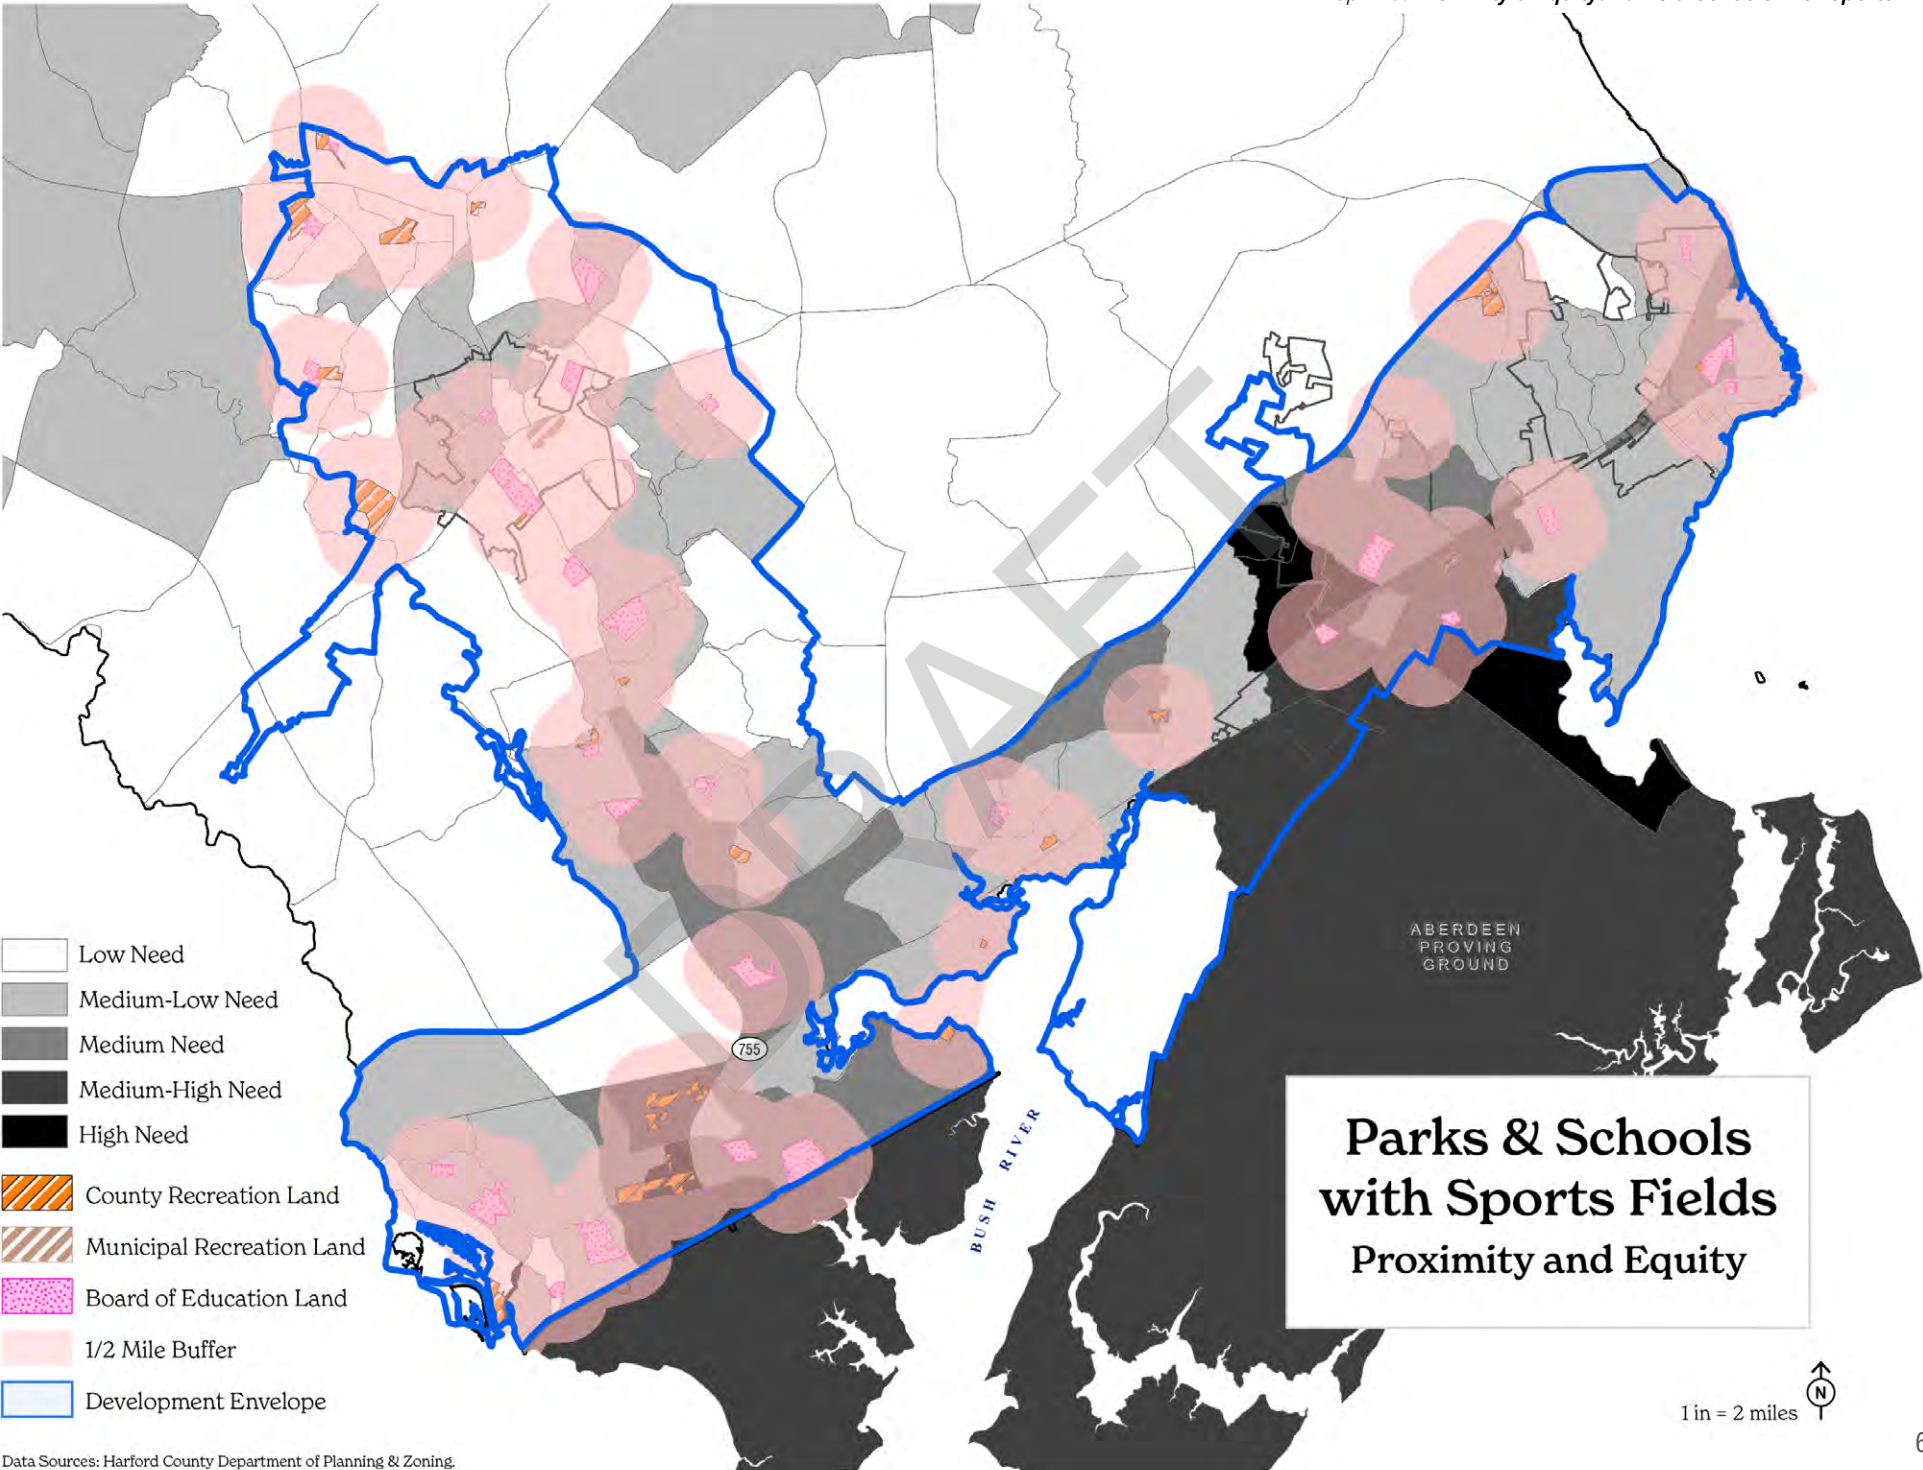 DRAFT
755
ABERDEEN
PROVING
GROUND
BUSH RIVER
Low Need
Medium-Low Need
Medium Need
Medium-High Need
High Need
County Recreation Land
Municipal Recreation Land
Board of Education Land
1/2 Mile Buffer
Development Envelope
Parks & Schools
with Sports Fields
Proximity and Equity
1 in = 2 miles
N
Data Sources: Harford County Department of Planning & Zoning.